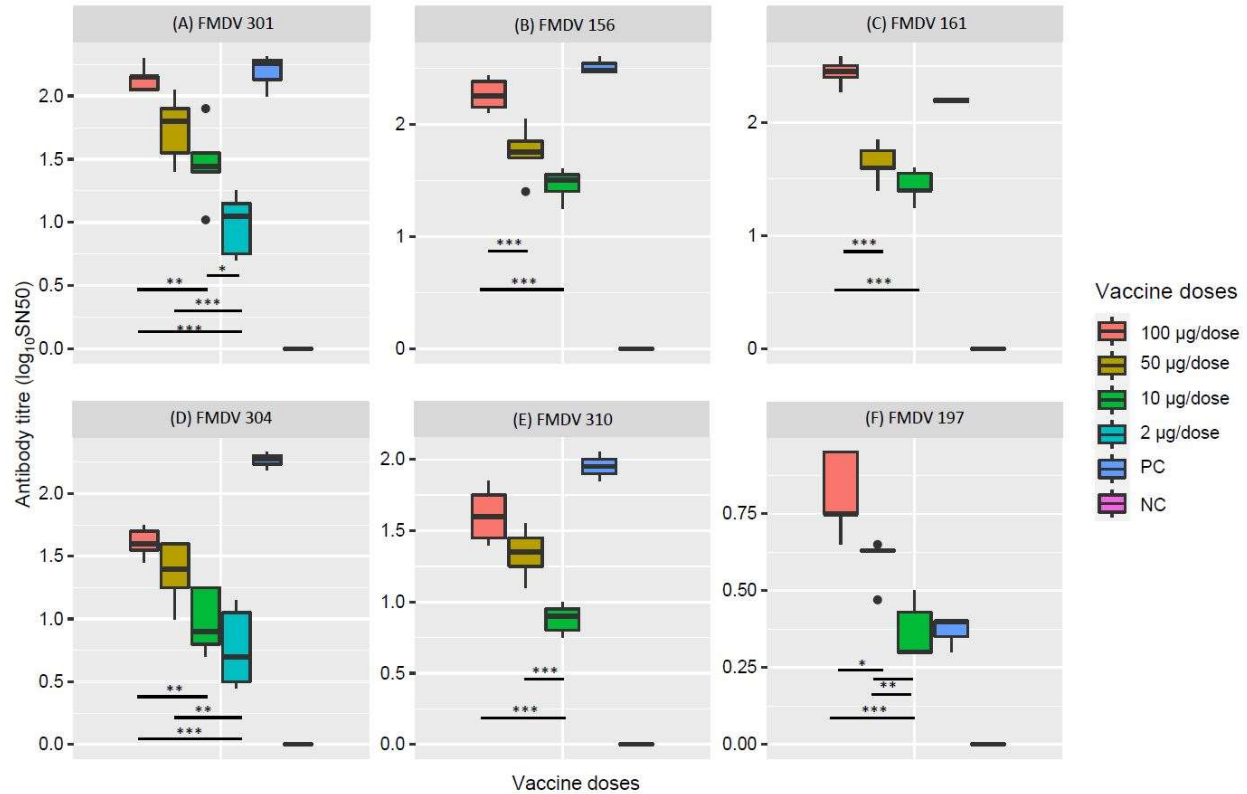 (A) FMDV 301
(B) FMDV 156
(C) FMDV 161
2.0
1.5
1.0
0.5
0.0
***
**
*
***
***
2
1
0
***
***
2
1
0
***
***
Antibody titre (log₁₀SN50)
(D) FMDV 304
(E) FMDV 310
(F) FMDV 197
2.0
1.5
1.0
0.5
0.0
**
**
***
2.0
1.5
1.0
0.5
0.0
***
***
0.75
0.50
0.25
0.00
*
**
***
Vaccine doses
Vaccine doses
100 µg/dose
50 µg/dose
10 µg/dose
2 µg/dose
PC
NC